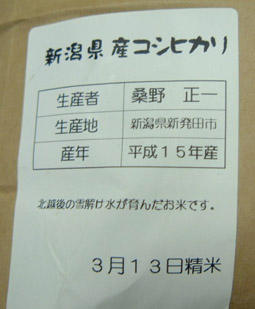 新潟県産コシヒカリ
生産者 桑野 正一
生産地 新潟県新発田市
産年 平成15年産
北越後の雪解け水が育んだお米です。
3月13日精米